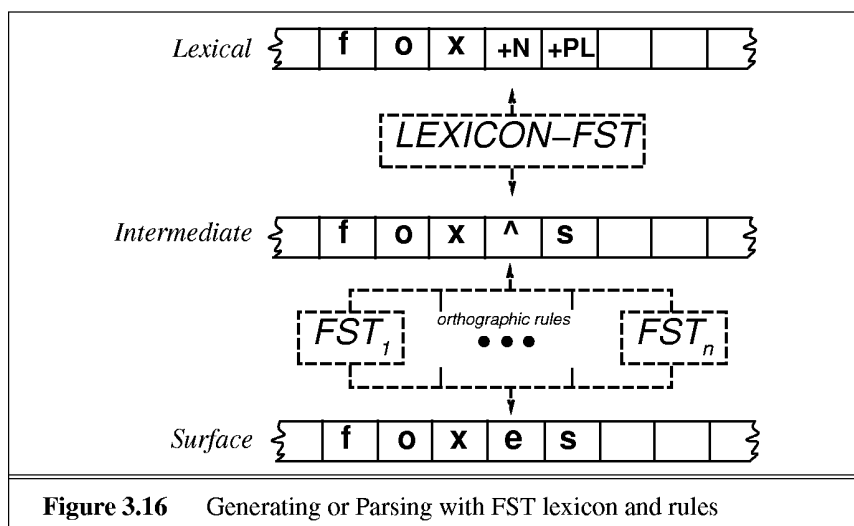 Lexical f o x +N +PL
LEXICON–FST
Intermediate f o x ^ s
orthographic rules
FST1 ••• FSTn
Surface f o x e s
Figure 3.16 Generating or Parsing with FST lexicon and rules